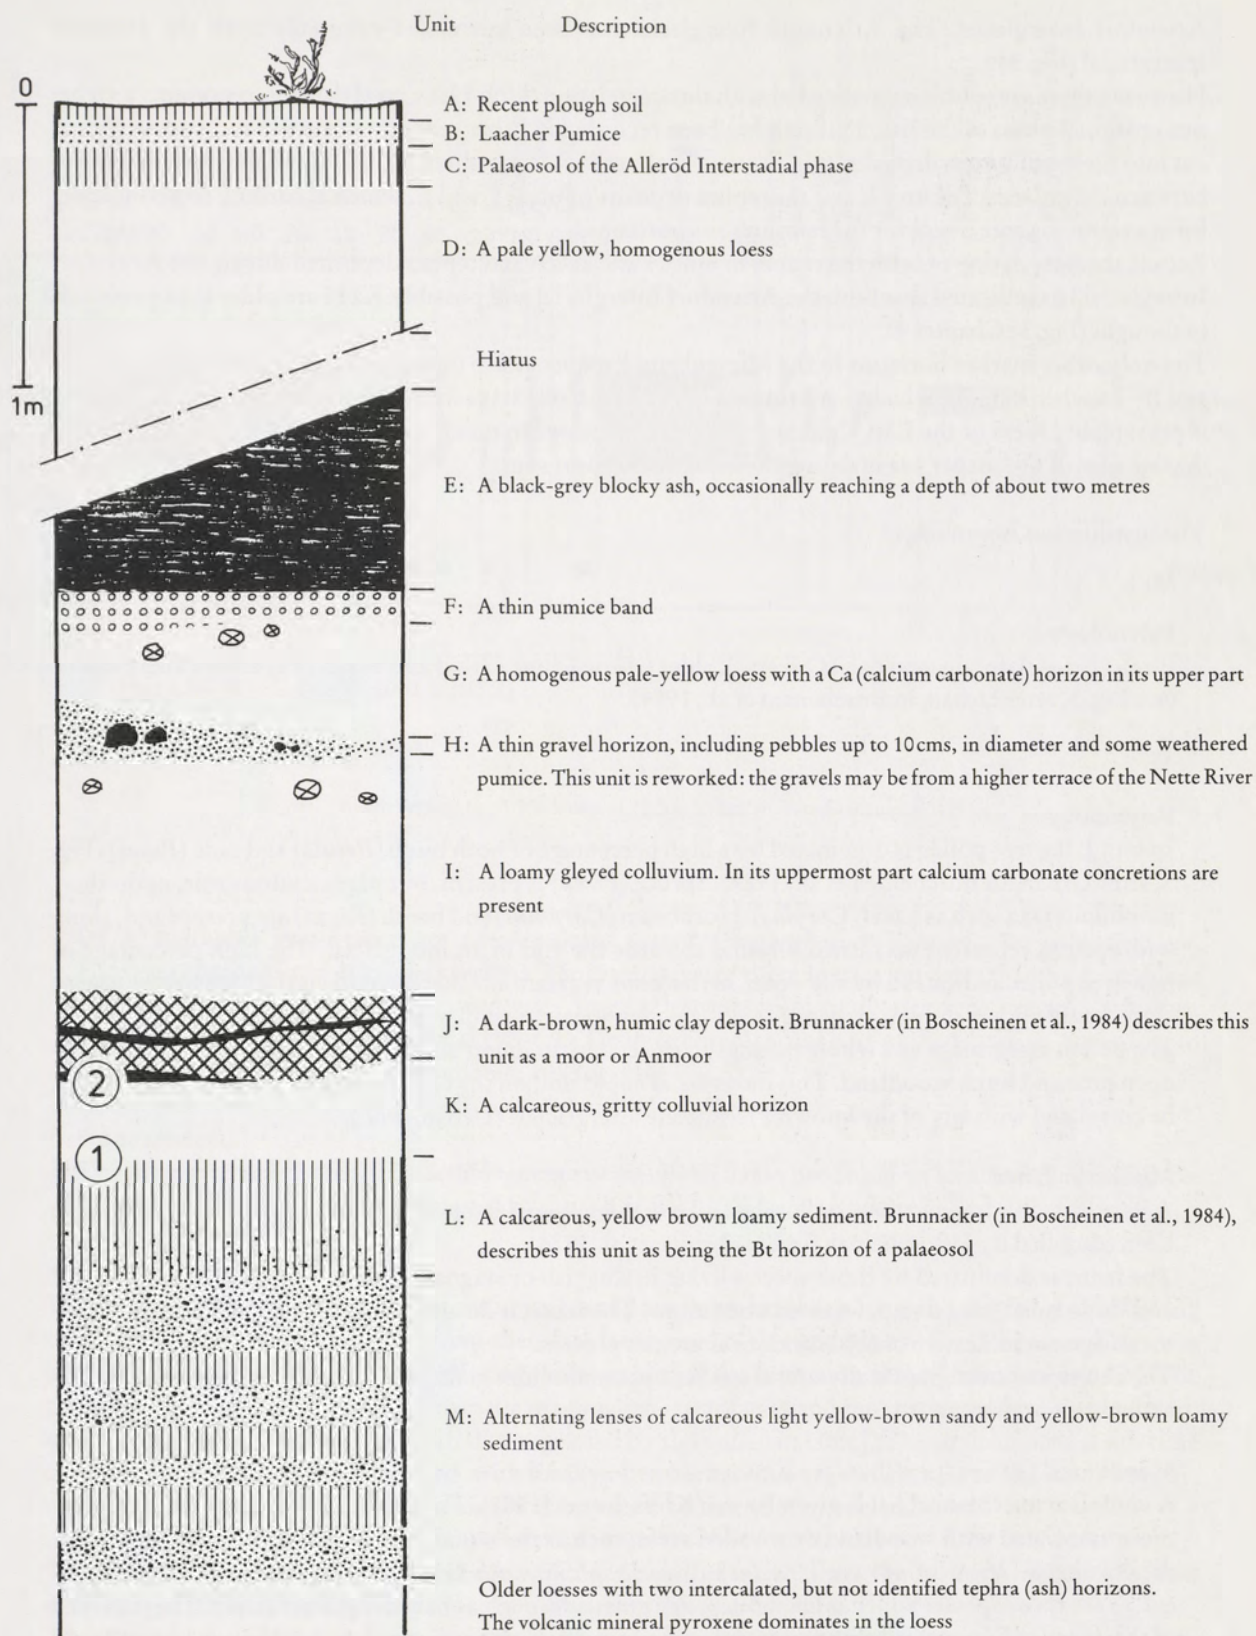 Unit Description
0
A: Recent plough soil
B: Laacher Pumice
C: Palaeosol of the Alleröd Interstadial phase
D: A pale yellow, homogenous loess
Hiatus
1m
E: A black-grey blocky ash, occasionally reaching a depth of about two metres
F: A thin pumice band
G: A homogenous pale-yellow loess with a Ca (calcium carbonate) horizon in its upper part
H: A thin gravel horizon, including pebbles up to 10cms, in diameter and some weathered
pumice. This unit is reworked: the gravels may be from a higher terrace of the Nette River
I: A loamy gleyed colluvium. In its uppermost part calcium carbonate concretions are
present
J: A dark-brown, humic clay deposit. Brunnacker (in Boscheinen et al., 1984) describes this
unit as a moor or Anmoor
2
K: A calcareous, gritty colluvial horizon
1
L: A calcareous, yellow brown loamy sediment. Brunnacker (in Boscheinen et al., 1984),
describes this unit as being the Bt horizon of a palaeosol
M: Alternating lenses of calcareous light yellow-brown sandy and yellow-brown loamy
sediment
Older loesses with two intercalated, but not identified tephra (ash) horizons.
The volcanic mineral pyroxene dominates in the loess